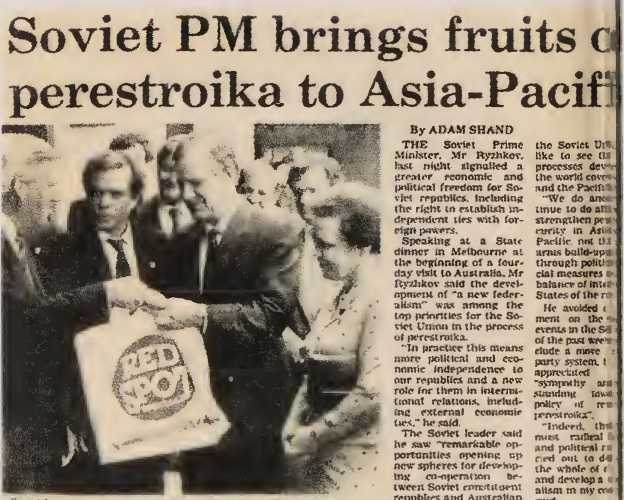 Soviet PM brings fruits
perestroika to Asia-Pacif
By ADAM SHAND
THE Soviet Prime
Minister, Mr Ryzhkov,
last night signalled a
greater economic and
political freedom for So-
viet republics, including
the right to establish in-
dependent ties with for-
eign powers.
Speaking at a State
dinner in Melbourne at
the beginning of a four-
day visit to Australia, Mr
Ryzhkov said the devel-
opment of "a new feder-
alism" was among the
top priorities for the So-
viet Union in the process
of perestroika.
"In practice this means
more political and eco-
nomic independence to
our republics and a new
role for them in interna-
tional relations, includ-
ing external economic
ties," he said.
The Soviet leader said
he saw "remarkable op-
portunities opening up
new spheres for develop-
ing co-operation be-
tween Soviet constituent
republics and Australian
the Soviet
like to see
processes
the world
and the
"We do
tinue to do
strengthen
curity in
Pacific, not
arms
through
cial measures
balance of
States of the
He avoided
ment on the
events in the
of the past
clude a move
party system,
appreciated
"sympathy
standing
policy of
perestroika".
"Indeed,
most radical
and political
ried out to
the whole of
and develop a
alism in my
RED
SPOT